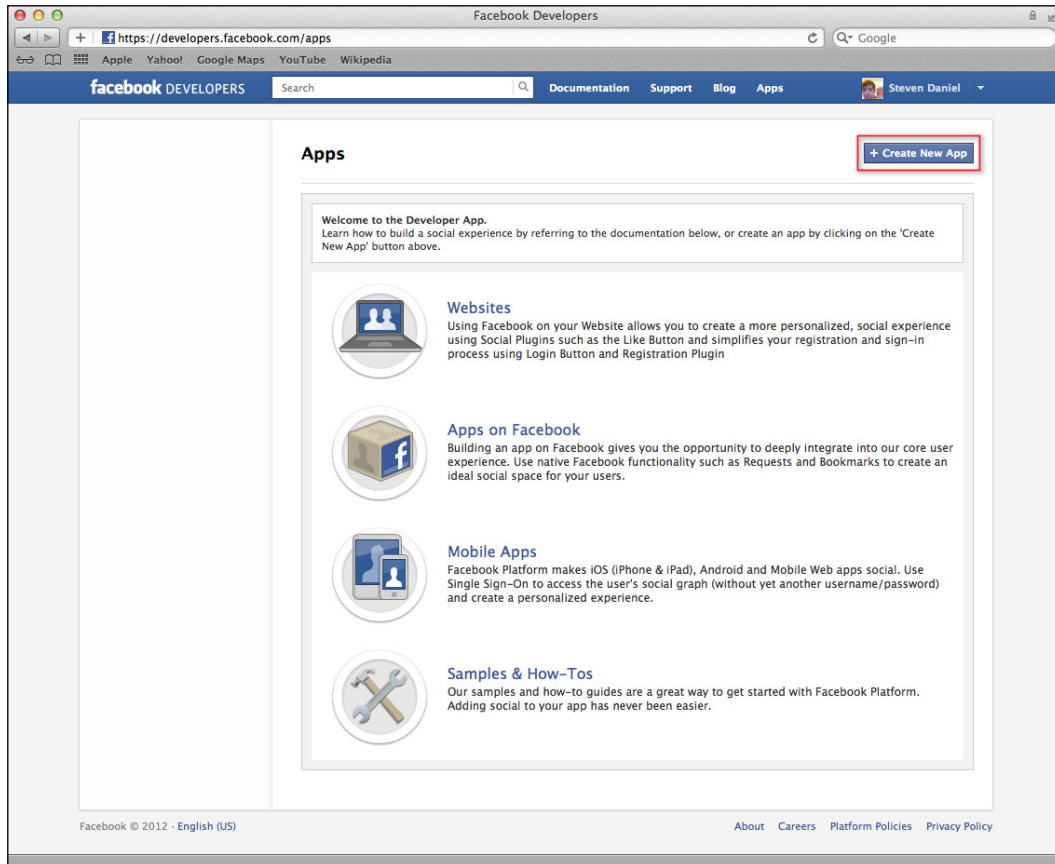 Facebook Developers
+ https://developers.facebook.com/apps Google
Apple Yahoo! Google Maps YouTube Wikipedia
facebook DEVELOPERS Search Documentation Support Blog Apps Steven Daniel
Apps + Create New App
Welcome to the Developer App.
Learn how to build a social experience by referring to the documentation below, or create an app by clicking on the 'Create
New App' button above.
Websites
Using Facebook on your Website allows you to create a more personalized, social experience
using Social Plugins such as the Like Button and simplifies your registration and sign-in
process using Login Button and Registration Plugin
Apps on Facebook
Building an app on Facebook gives you the opportunity to deeply integrate into our core user
experience. Use native Facebook functionality such as Requests and Bookmarks to create an
ideal social space for your users.
Mobile Apps
Facebook Platform makes iOS (iPhone & iPad), Android and Mobile Web apps social. Use
Single Sign-On to access the user's social graph (without yet another username/password)
and create a personalized experience.
Samples & How-Tos
Our samples and how-to guides are a great way to get started with Facebook Platform.
Adding social to your app has never been easier.
Facebook © 2012 · English (US) About Careers Platform Policies Privacy Policy